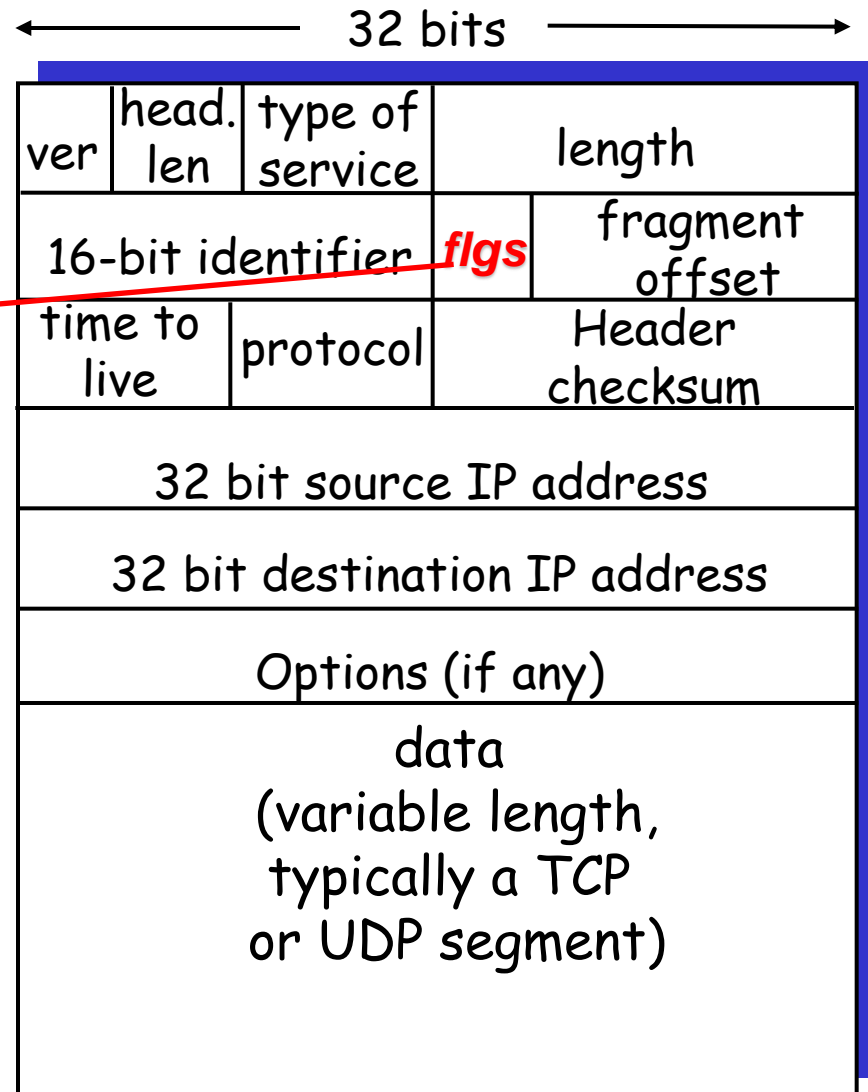 32 bits
ver
head.
len
type of
service
length
16-bit identifier
flgs
fragment
offset
time to
live
protocol
Header
checksum
32 bit source IP address
32 bit destination IP address
Options (if any)
data
(variable length,
typically a TCP
or UDP segment)